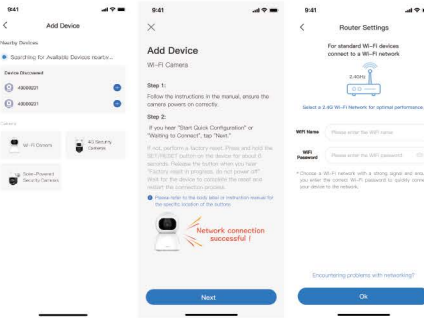 9:41
Add Device
Nearby Devices
Searching for Available Devices nearby...
Device Discovered
Camera
Wi-Fi Camera
4G Security
Cameras
Solar-Powered
Security Cameras
9:41
Add Device
Wi-Fi Camera
Step 1:
Follow the instructions in the manual, ensure the
camera powers on correctly.
Step 2:
If you hear "Start Quick Configuration" or
"Waiting to Connect", tap "Next."
If not, perform a factory reset. Press and hold the
SET/RESET button on the device for about 6
seconds. Release the button when you hear
"Factory reset in progress, do not power off"
Wait for the device to complete the reset and
restart the connection process.
Please refer to the body label or instruction manual for
the specific location of the buttons.
Network connection
successful !
Next
9:41
Router Settings
For standard Wi-Fi devices
connect to a Wi-Fi network
2.4GHz
Select a 2.4G Wi-Fi Network for optimal performance.
WiFi Name
Please enter the WiFi name
WiFi
Password
Please enter the WiFi password
* Choose a Wi-Fi network with a strong signal and ensu
you enter the correct Wi-Fi password to quickly conne
your device to the network.
Encountering problems with networking?
Ok